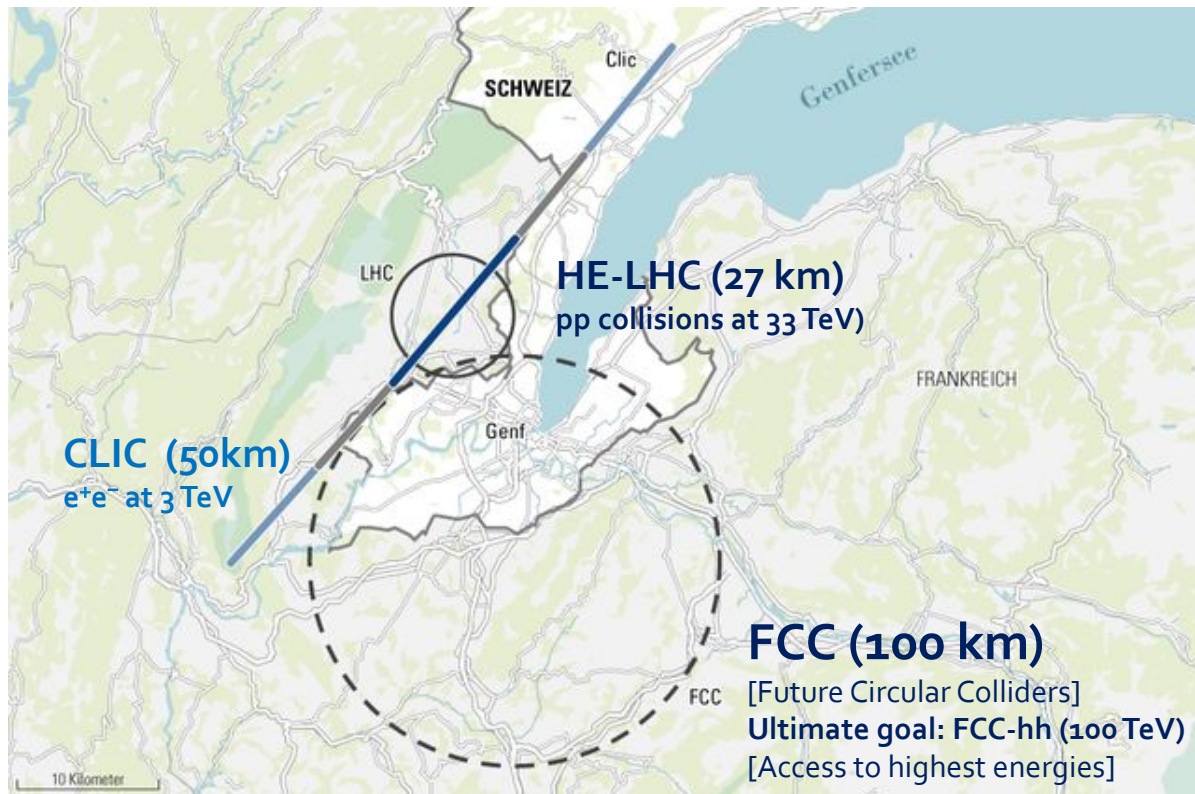 Clic
SCHWEIZ
Genfersee
LHC
HE-LHC (27 km)
pp collisions at 33 TeV)
FRANKREICH
Genf
CLIC (50km)
e⁺e⁻ at 3 TeV
FCC (100 km)
[Future Circular Colliders]
FCC
Ultimate goal: FCC-hh (100 TeV)
[Access to highest energies]
10 Kilometer